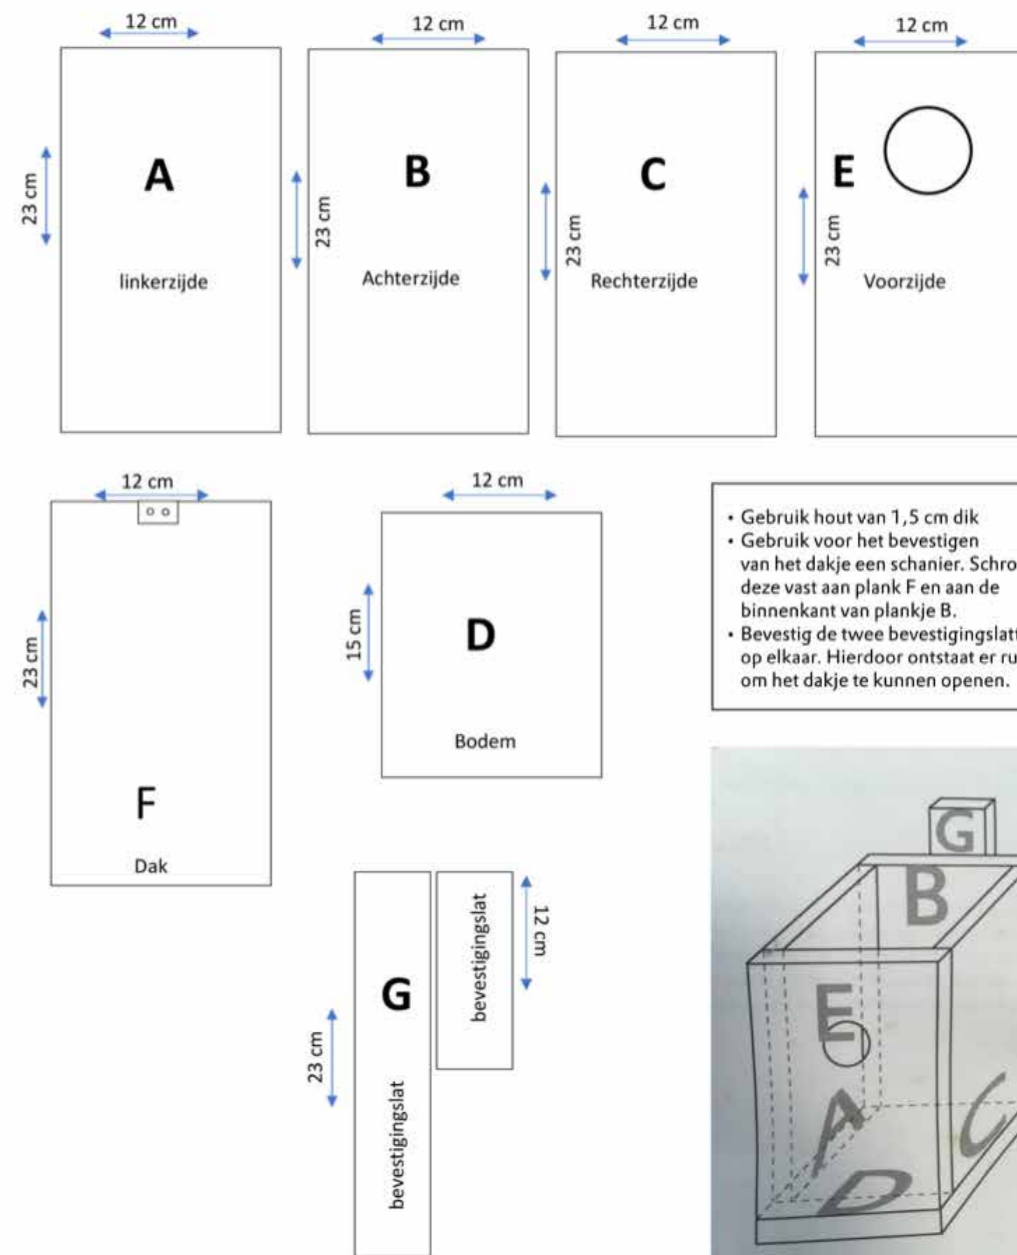 12 cm
12 cm
12 cm
12 cm
23 cm
A
linkerzijde
23 cm
B
Achterzijde
23 cm
C
Rechterzijde
23 cm
E
Voorzijde
12 cm
23 cm
F
Dak
12 cm
15 cm
D
Bodem
• Gebruik hout van 1,5 cm dik
• Gebruik voor het bevestigen
van het dakje een schanier. Schro
deze vast aan plank F en aan de
binnenkant van plankje B.
• Bevestig de twee bevestigingslatt
op elkaar. Hierdoor ontstaat er ru
om het dakje te kunnen openen.
23 cm
G
bevestigingslat
bevestigingslat
12 cm
G
B
E
A
C
D